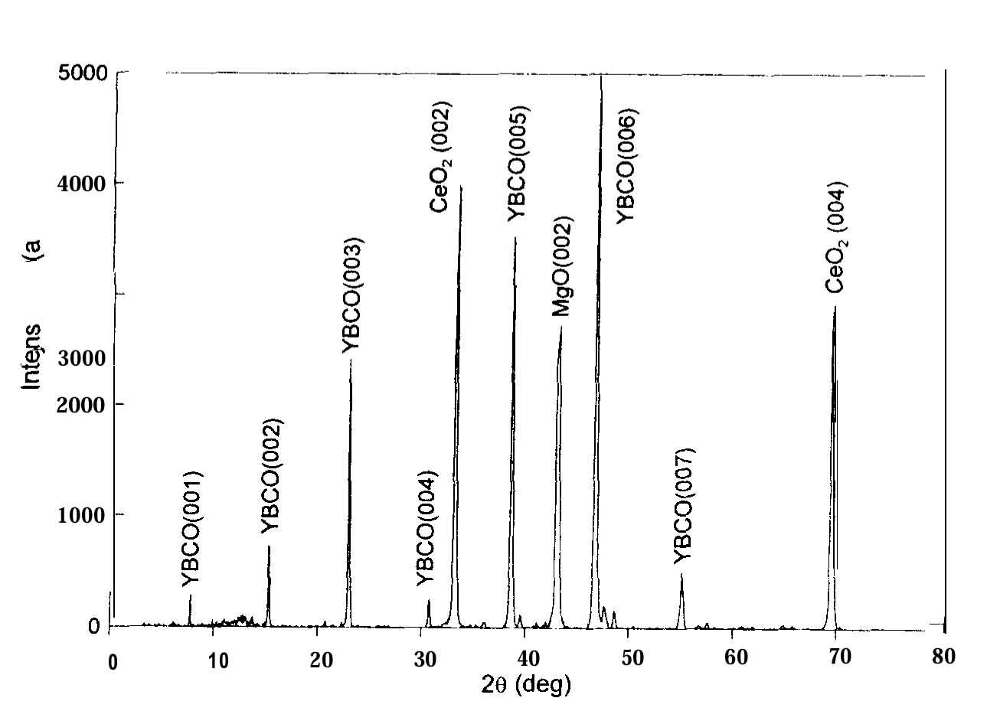 5000
4000
3000
2000
1000
0
Intens (a
YBCO(001)
YBCO(002)
YBCO(003)
YBCO(004)
CeO₂ (002)
YBCO(005)
MgO(002)
YBCO(006)
YBCO(007)
CeO₂ (004)
0 10 20 30 40 50 60 70 80
2θ (deg)